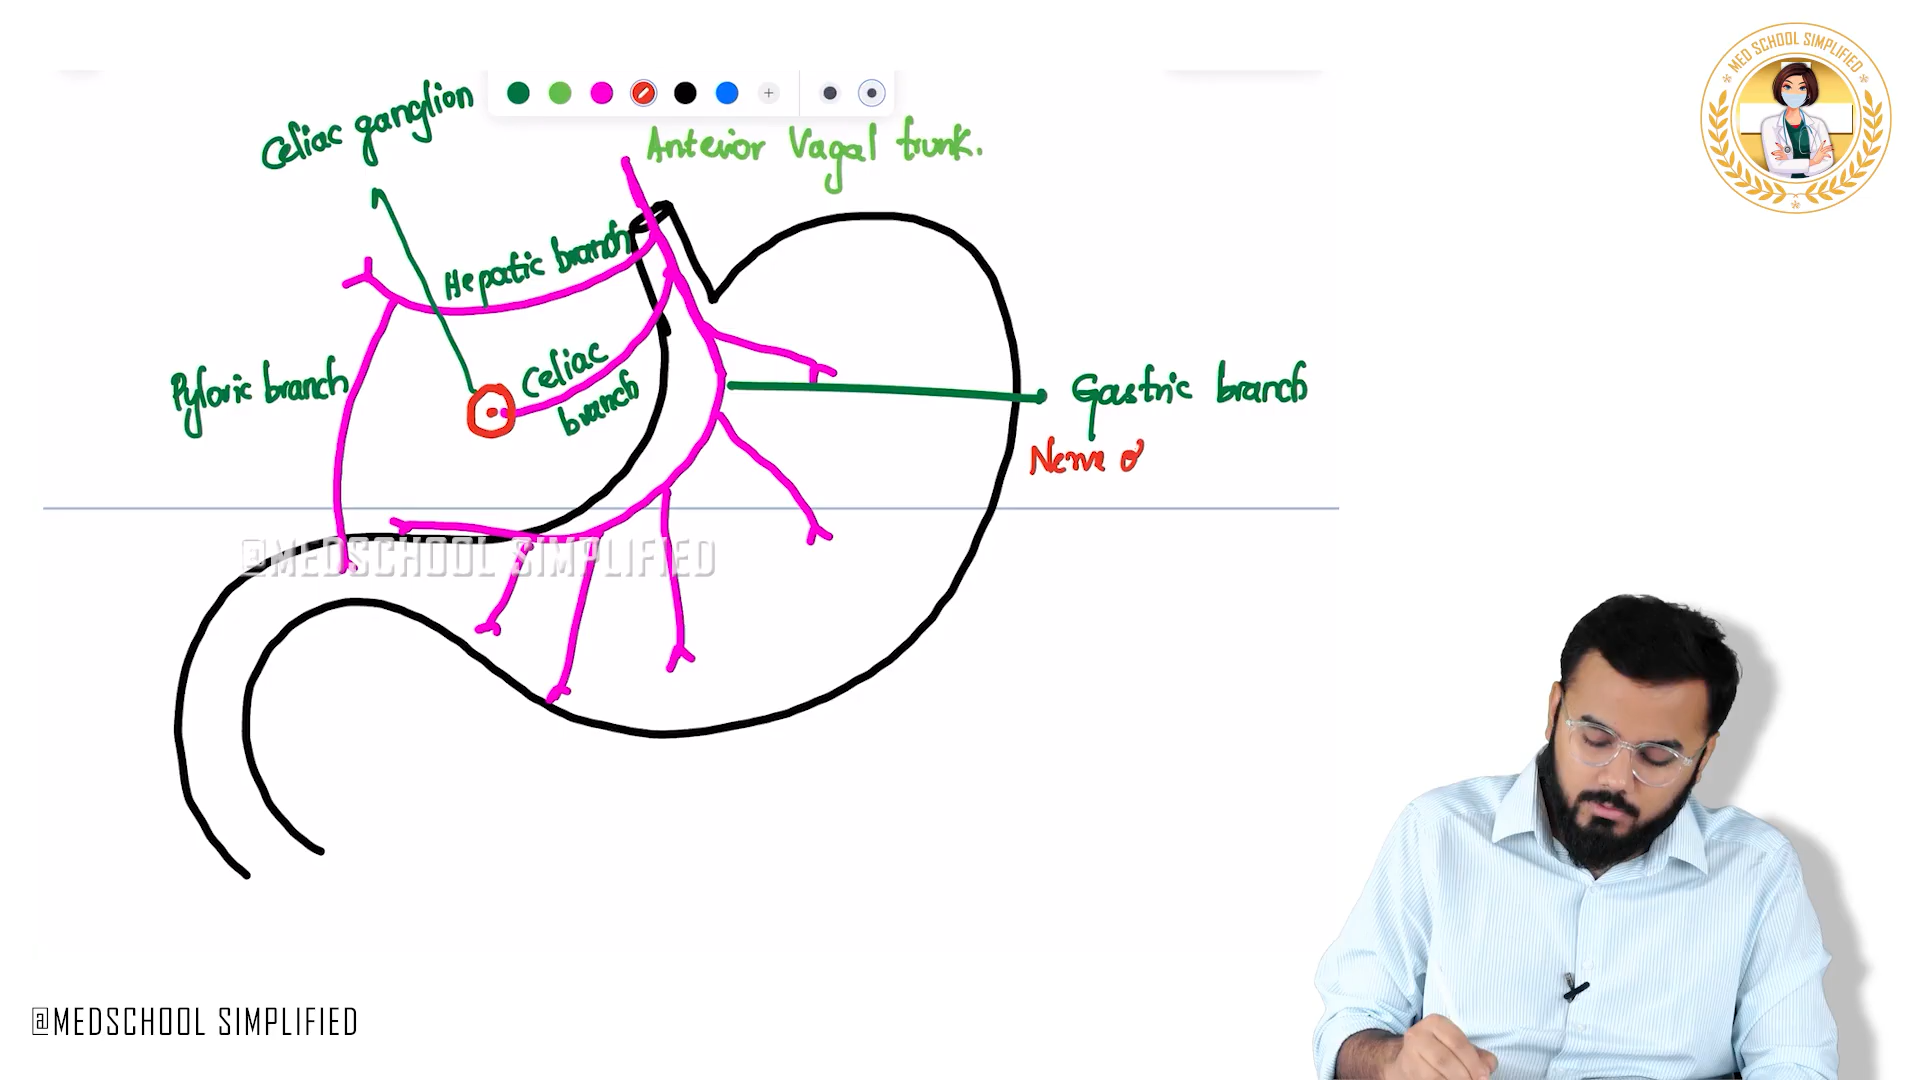 MED SCHOOL SIMPLIFIED
Celiac ganglion
Anterior Vagal trunk.
Hepatic branch
Pyloric branch
Celiac
branch
Gastric branch
Nerve o
@MEDSCHOOL SIMPLIFIED
@MEDSCHOOL SIMPLIFIED